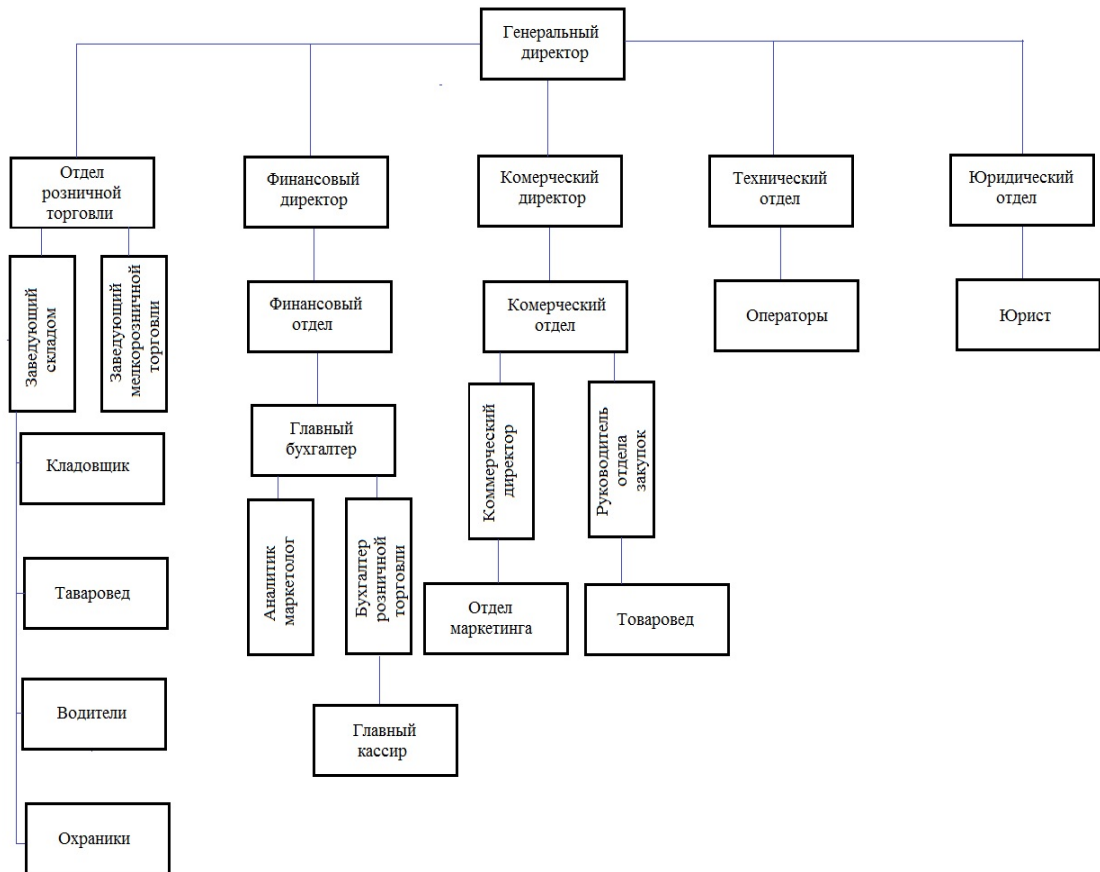 Генеральный
директор
Отдел
розничной
торговли
Финансовый
директор
Комерческий
директор
Технический
отдел
Юридический
отдел
Заведующий
складом
Заведующий
мелкорозничной
торговли
Финансовый
отдел
Комерческий
отдел
Операторы
Юрист
Главный
бухгалтер
Коммерческий
директор
Руководитель
отдела
закупок
Кладовщик
Аналитик
маркетолог
Бухгалтер
розничной
торговли
Таваровед
Отдел
маркетинга
Товаровед
Водители
Главный
кассир
Охраники